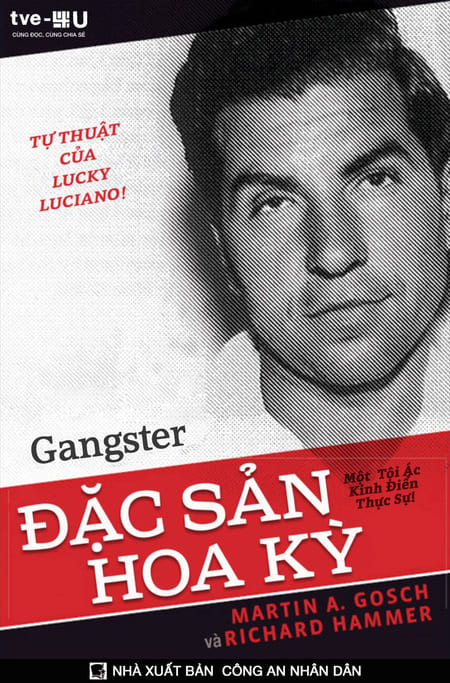 tve-4U
CÙNG ĐỌC, CÙNG CHIA SẺ
TỰ THUẬT
CỦA
LUCKY
LUCIANO!
Gangster
Một Tội Ác
Kinh Điển
Thực Sự!
ĐẶC SẢN
HOA KỲ
MARTIN A. GOSCH
và RICHARD HAMMER
NHÀ XUẤT BẢN CÔNG AN NHÂN DÂN